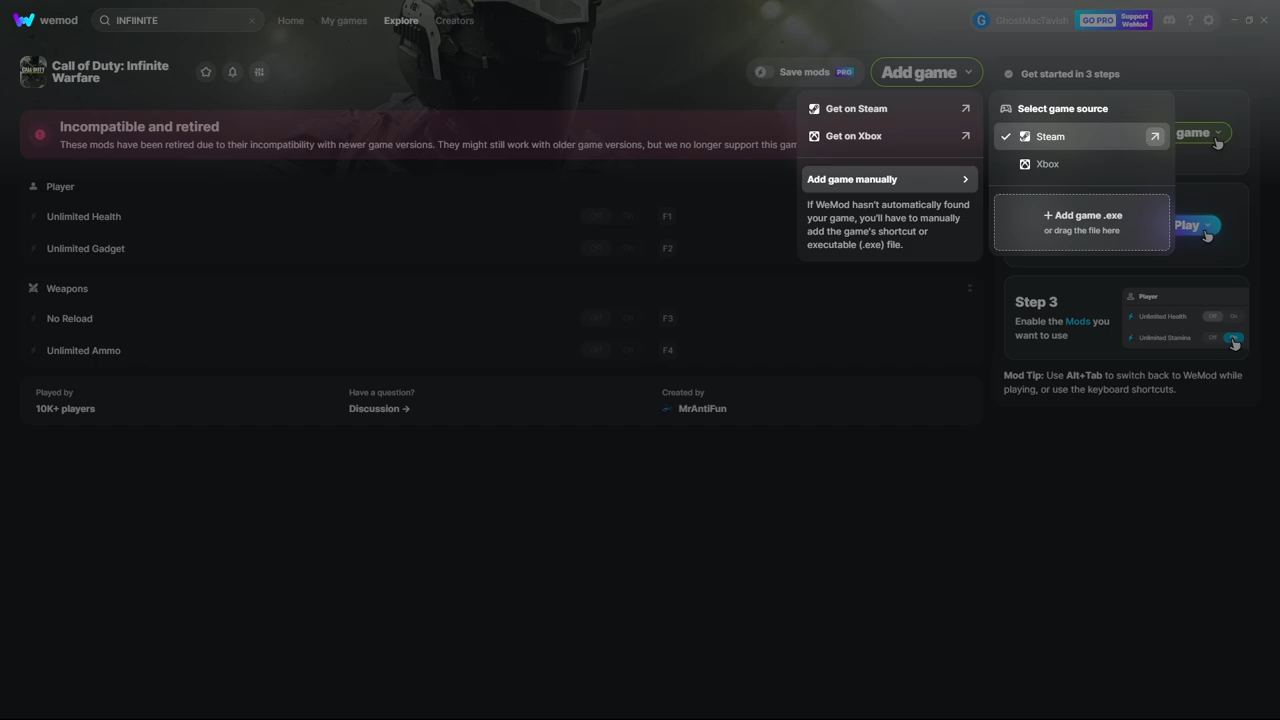 wemod
INFIINITE
Home
My games
Explore
Creators
G
GhostMacTavish
GO PRO
Support
WeMod
Call of Duty: Infinite
Warfare
Save mods PRO
Add game
Get started in 3 steps
Incompatible and retired
These mods have been retired due to their incompatibility with newer game versions. They might still work with older game versions, but we no longer support this gam
Get on Steam
Get on Xbox
Add game manually
If WeMod hasn't automatically found
your game, you'll have to manually
add the game's shortcut or
executable (.exe) file.
Select game source
Steam
Xbox
+ Add game .exe
or drag the file here
game
Play
Player
Unlimited Health
Off
On
F1
Unlimited Gadget
Off
On
F2
Weapons
No Reload
Off
On
F3
Unlimited Ammo
Off
On
F4
Played by
10K+ players
Have a question?
Discussion →
Created by
MrAntiFun
Step 3
Enable the Mods you
want to use
Player
Unlimited Health
Off
On
Unlimited Stamina
Off
Mod Tip: Use Alt+Tab to switch back to WeMod while
playing, or use the keyboard shortcuts.